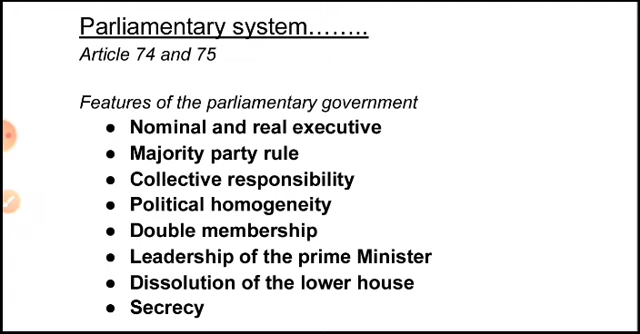 Parliamentary system……..
Article 74 and 75
Features of the parliamentary government
● Nominal and real executive
● Majority party rule
● Collective responsibility
● Political homogeneity
● Double membership
● Leadership of the prime Minister
● Dissolution of the lower house
● Secrecy